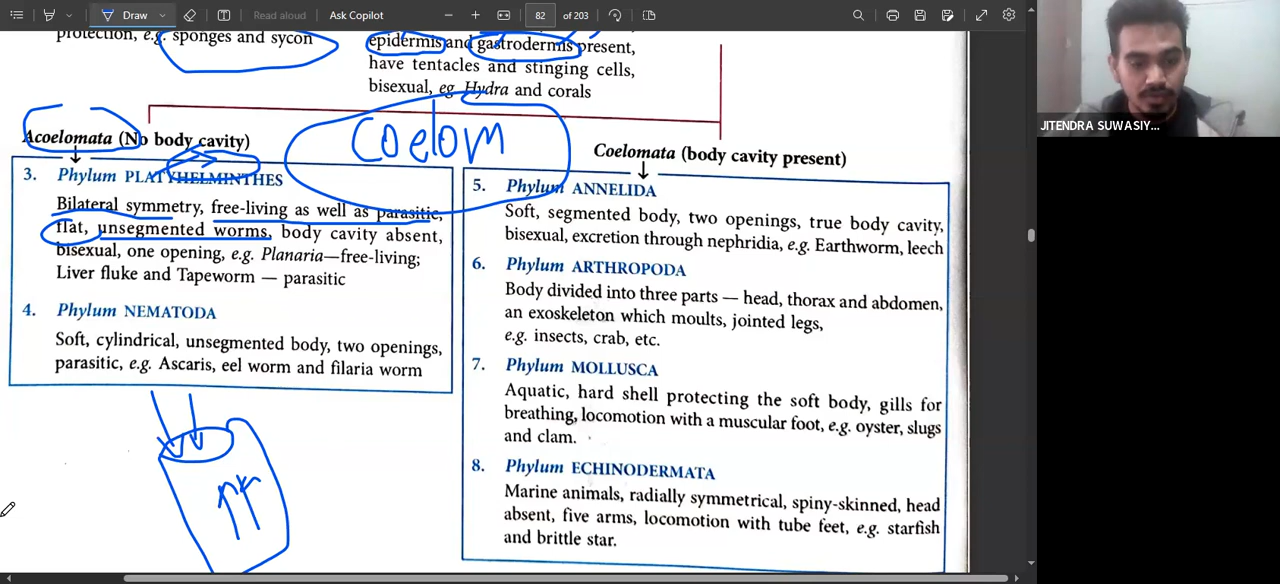 Draw
Read aloud
Ask Copilot
82 of 203
protection, e.g. sponges and sycon
epidermis and gastrodermis present,
have tentacles and stinging cells,
bisexual, eg Hydra and corals
Acoelomata (No body cavity)
Coelom
Coelomata (body cavity present)
3. Phylum PLATYHELMINTHES
Bilateral symmetry, free-living as well as parasitic,
flat, unsegmented worms, body cavity absent,
bisexual, one opening, e.g. Planaria—free-living;
Liver fluke and Tapeworm — parasitic
4. Phylum NEMATODA
Soft, cylindrical, unsegmented body, two openings,
parasitic, e.g. Ascaris, eel worm and filaria worm
5. Phylum ANNELIDA
Soft, segmented body, two openings, true body cavity,
bisexual, excretion through nephridia, e.g. Earthworm, leech
6. Phylum ARTHROPODA
Body divided into three parts — head, thorax and abdomen,
an exoskeleton which moults, jointed legs,
e.g. insects, crab, etc.
7. Phylum MOLLUSCA
Aquatic, hard shell protecting the soft body, gills for
breathing, locomotion with a muscular foot, e.g. oyster, slugs
and clam.
8. Phylum ECHINODERMATA
Marine animals, radially symmetrical, spiny-skinned, head
absent, five arms, locomotion with tube feet, e.g. starfish
and brittle star.
JITENDRA SUWASIY...